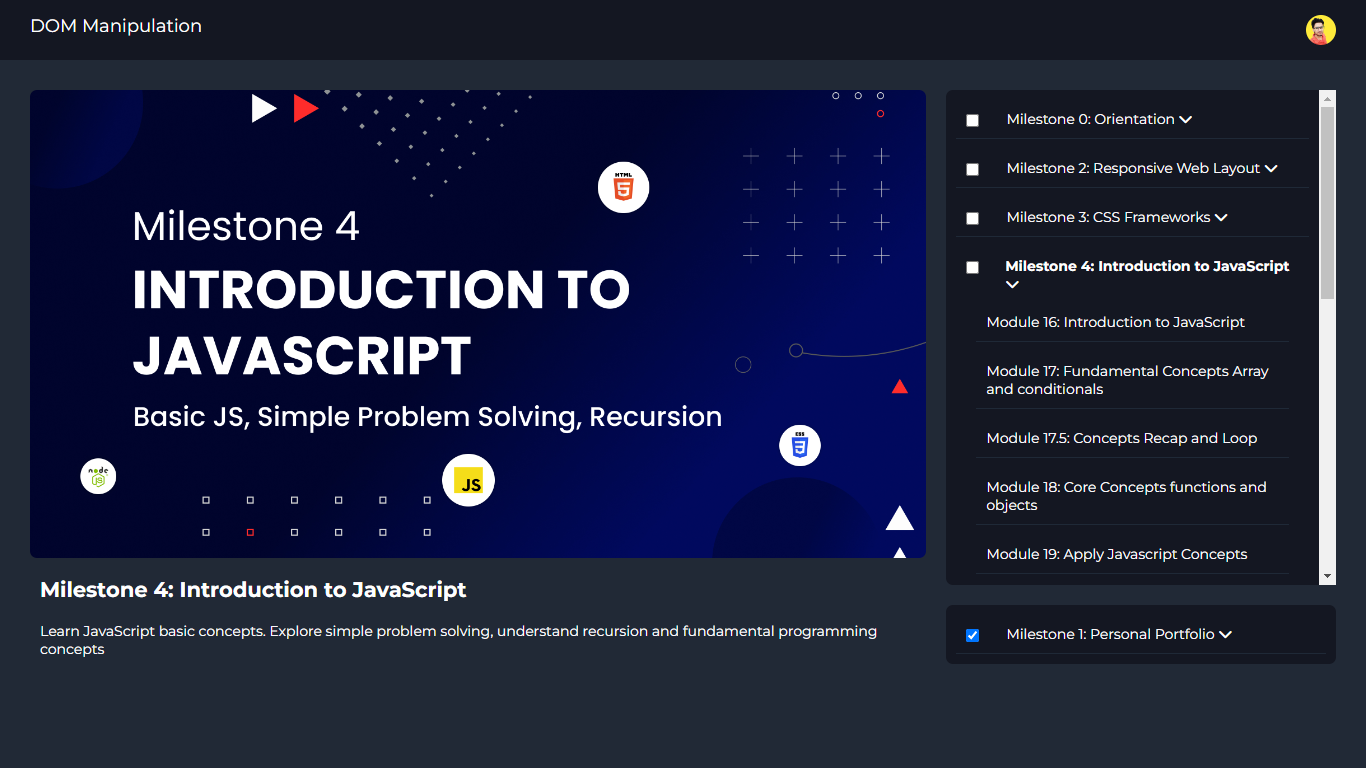 DOM Manipulation
HTML
5
Milestone 4
INTRODUCTION TO
JAVASCRIPT
Basic JS, Simple Problem Solving, Recursion
CSS
3
node
JS
JS
Milestone 4: Introduction to JavaScript
Learn JavaScript basic concepts. Explore simple problem solving, understand recursion and fundamental programming
concepts
Milestone 0: Orientation
Milestone 2: Responsive Web Layout
Milestone 3: CSS Frameworks
Milestone 4: Introduction to JavaScript
Module 16: Introduction to JavaScript
Module 17: Fundamental Concepts Array
and conditionals
Module 17.5: Concepts Recap and Loop
Module 18: Core Concepts functions and
objects
Module 19: Apply Javascript Concepts
Milestone 1: Personal Portfolio